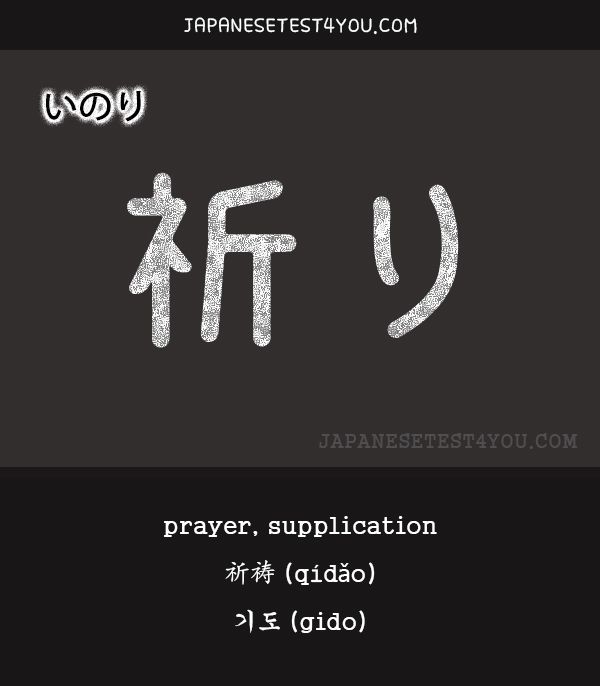 JAPANESETEST4YOU.COM
いのり
祈り
JAPANESETEST4YOU.COM
prayer, supplication
祈祷 (qídǎo)
기도 (gido)